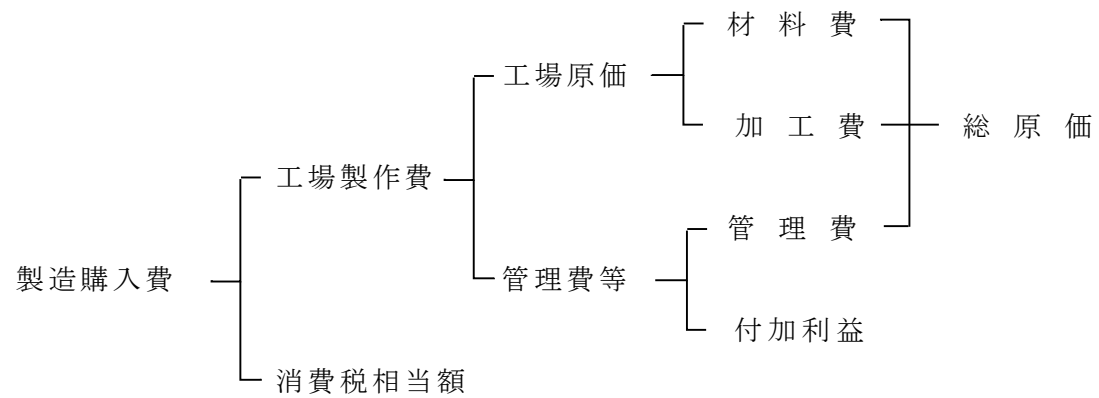 材料費
工場原価
加工費
総原価
工場製作費
管理費
製造購入費
管理費等
付加利益
消費税相当額